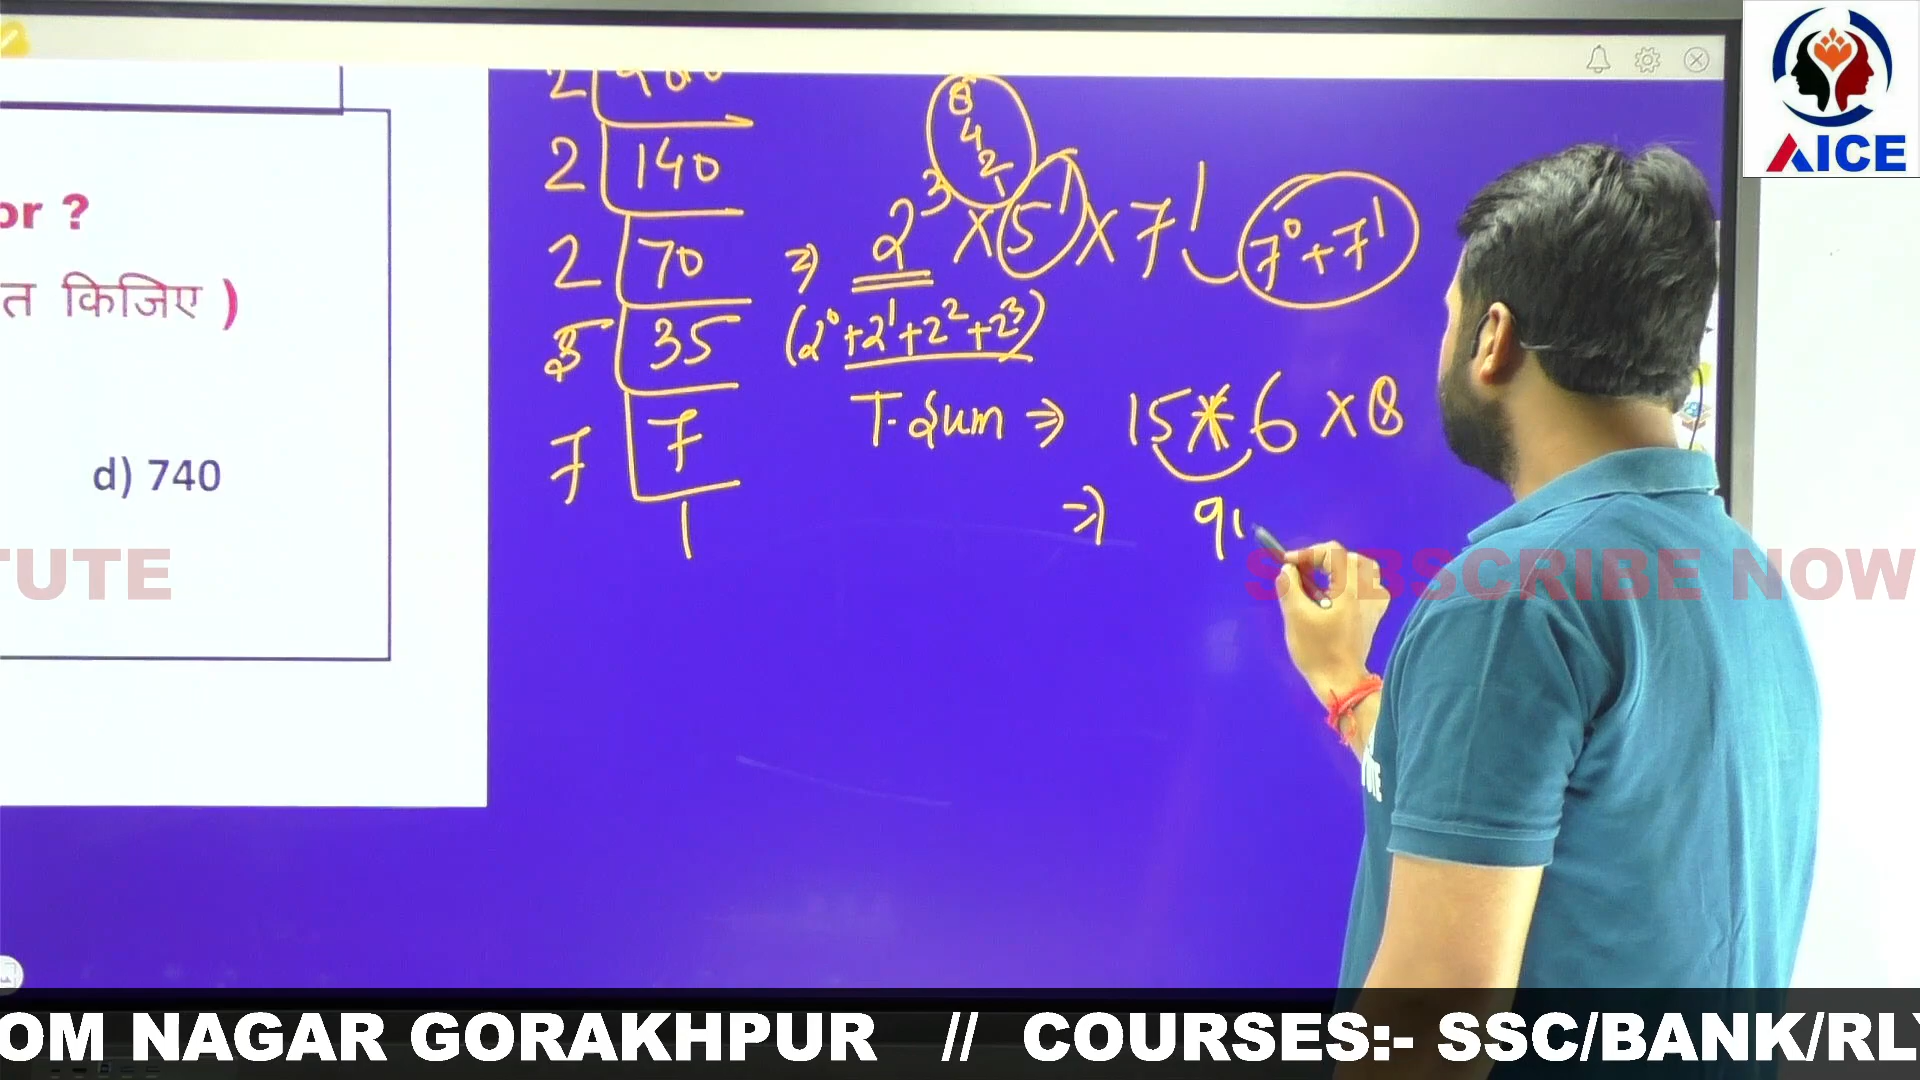 AICE
or ?
त किजिए )
d) 740
TUTE
2 140
2 70
5 35
7 7
1
8
4
2
1
⇒ 2³ × 5¹ × 7¹ 7⁰ + 7¹
(2⁰ + 2¹ + 2² + 2³)
T. Sum ⇒ 15 × 6 × 8
⇒ 9
SUBSCRIBE NOW
OM NAGAR GORAKHPUR // COURSES:- SSC/BANK/RLY